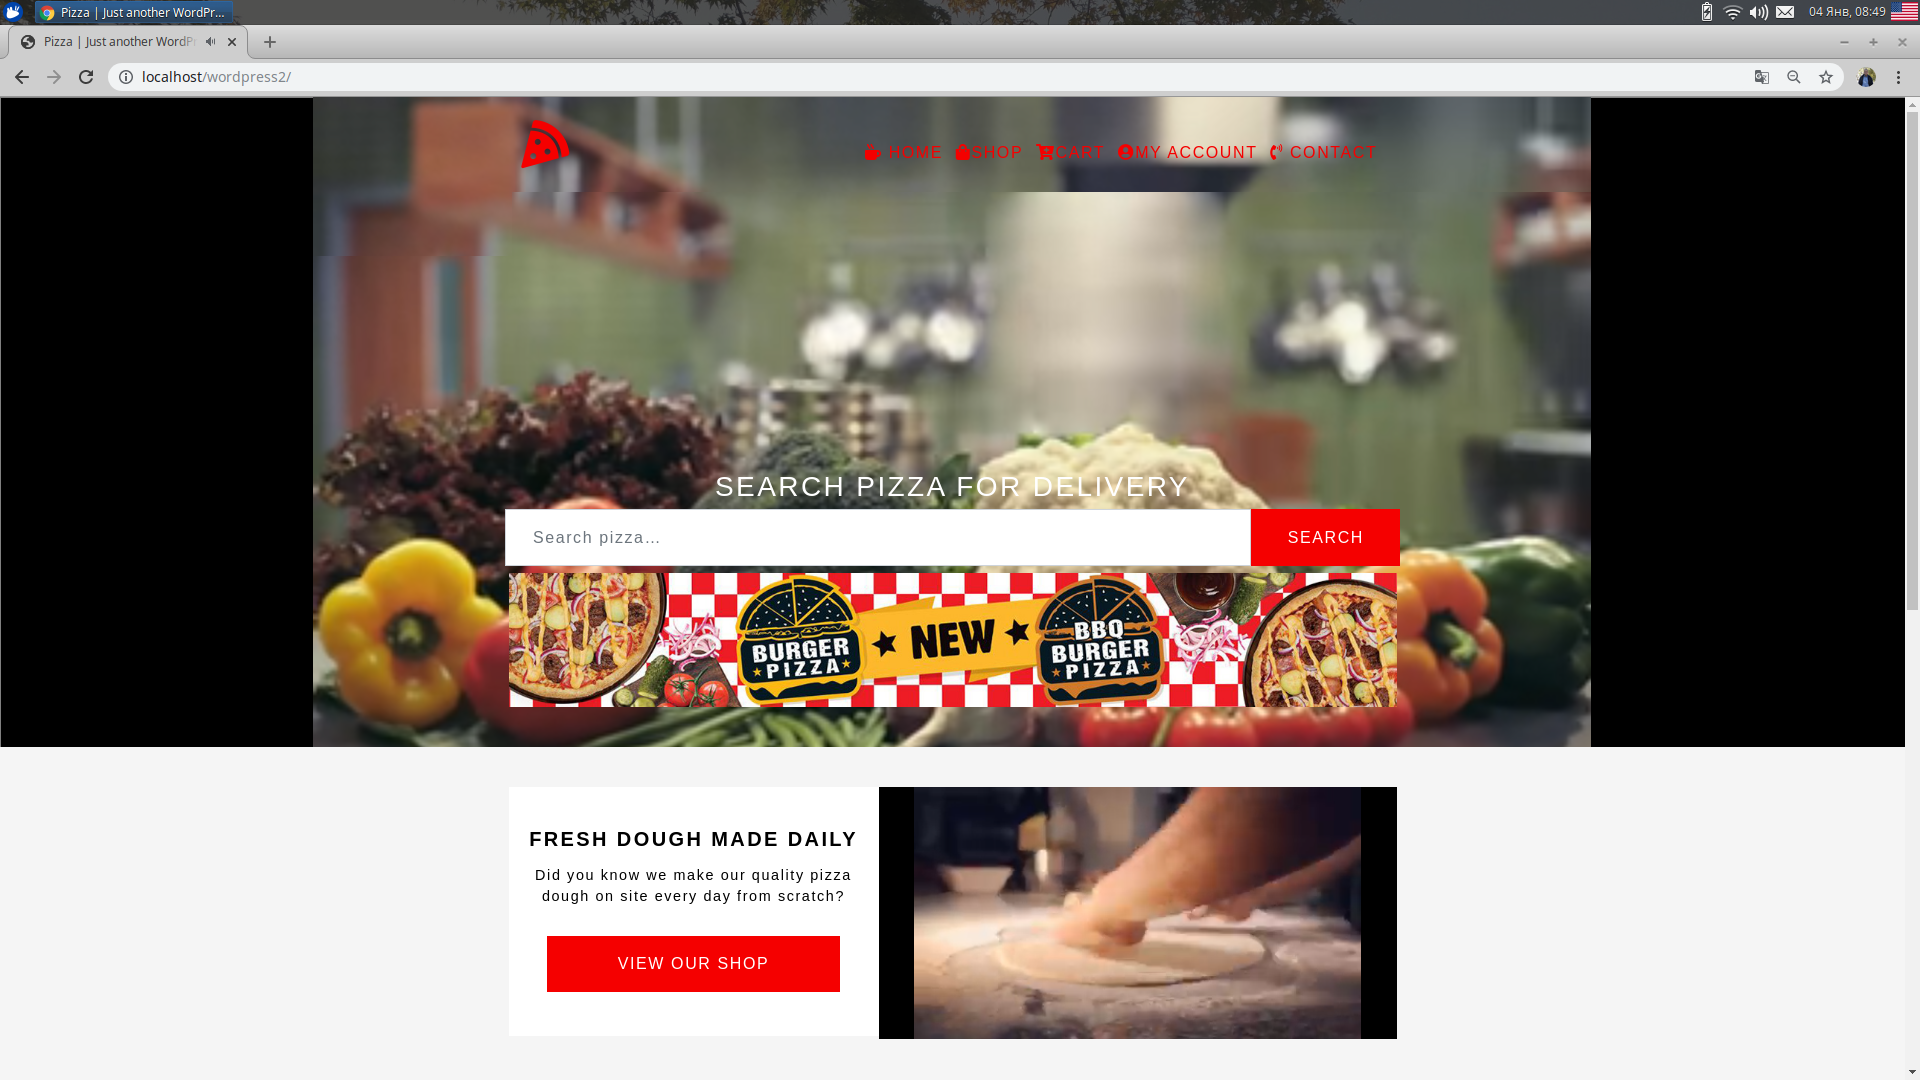 Pizza | Just another WordPr...
04 Янв, 08:49
Pizza | Just another WordP
localhost/wordpress2/
HOME SHOP CART MY ACCOUNT CONTACT
SEARCH PIZZA FOR DELIVERY
Search pizza...
SEARCH
BURGER
PIZZA
NEW
BBQ
BURGER
PIZZA
FRESH DOUGH MADE DAILY
Did you know we make our quality pizza
dough on site every day from scratch?
VIEW OUR SHOP